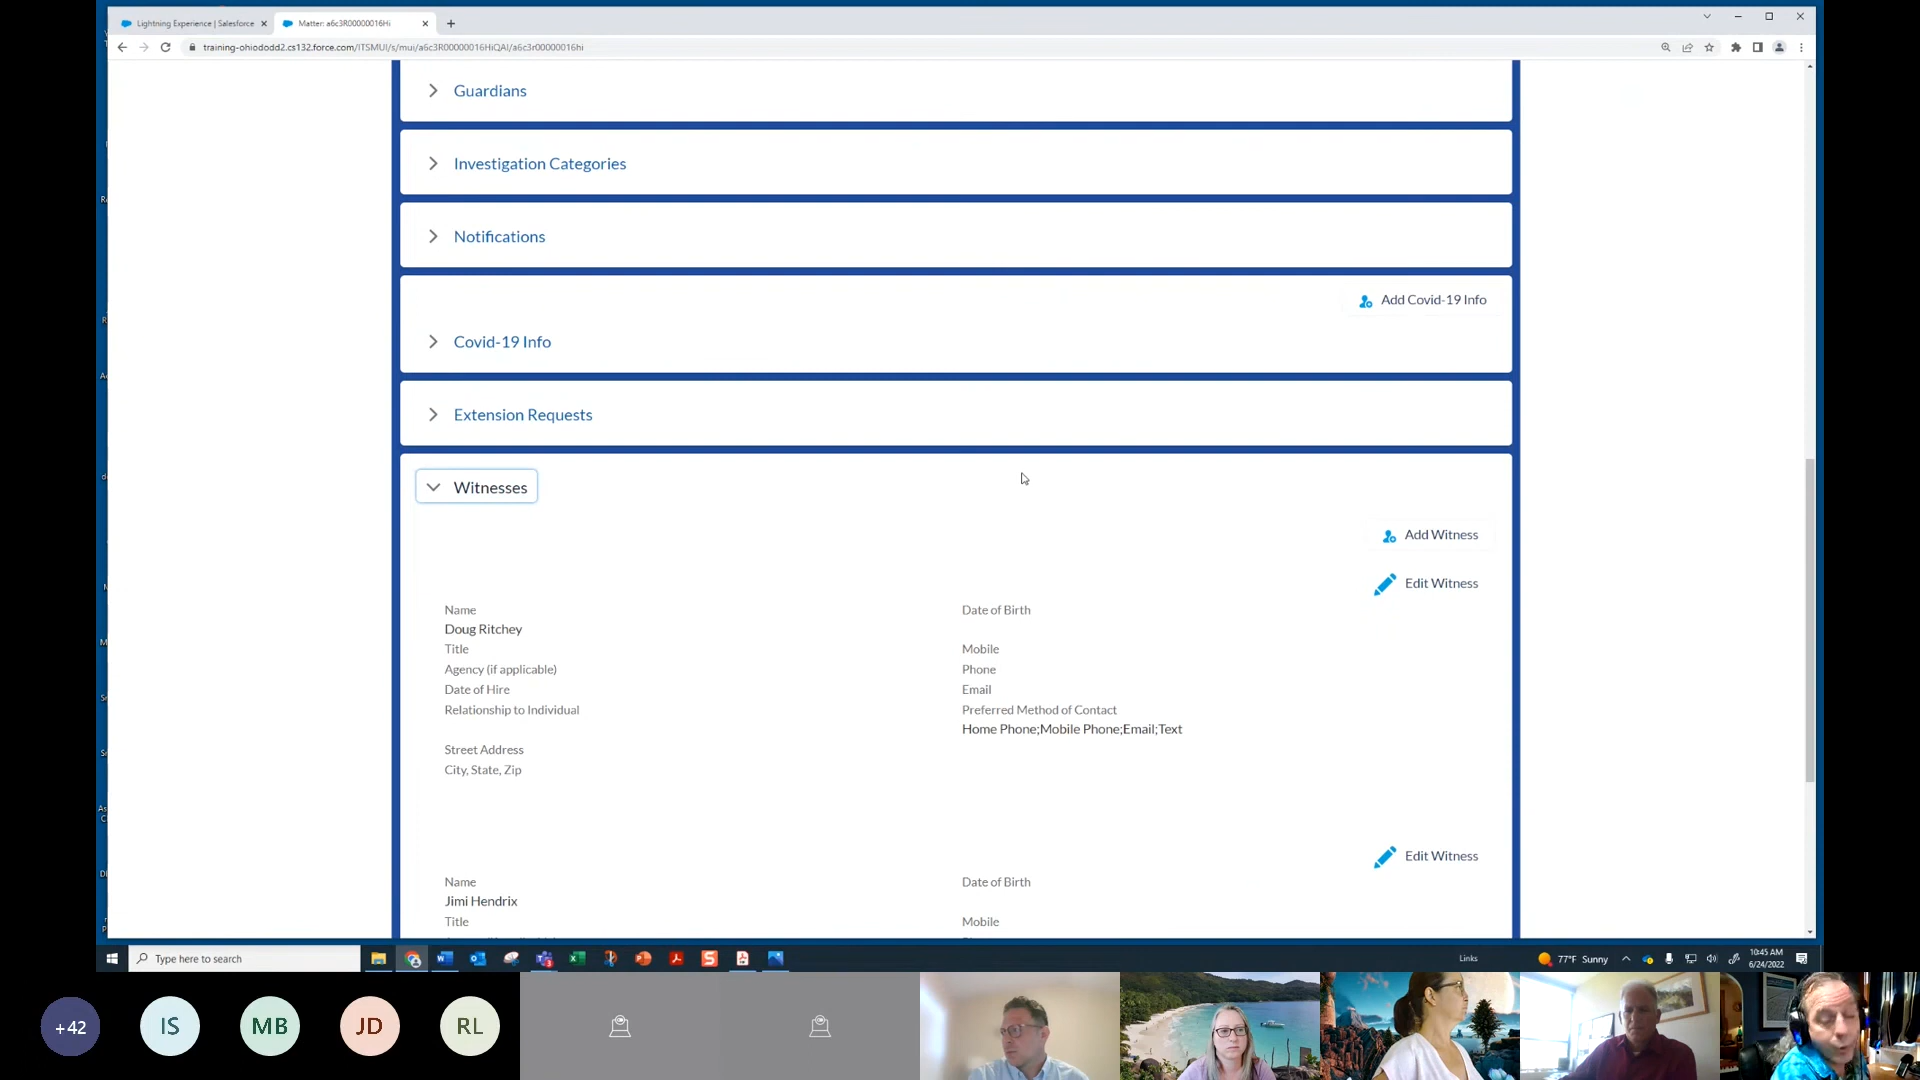 Lightning Experience | Salesforce
Matter: a6c3R00000016Hi
training-ohiododd2.cs132.force.com/ITSMUI/s/mui/a6c3R00000016HiQAI/a6c3r00000016hi
Guardians
Investigation Categories
Notifications
Add Covid-19 Info
Covid-19 Info
Extension Requests
Witnesses
Add Witness
Edit Witness
Name
Date of Birth
Doug Ritchey
Title
Mobile
Agency (if applicable)
Phone
Date of Hire
Email
Relationship to Individual
Preferred Method of Contact
Home Phone;Mobile Phone;Email;Text
Street Address
City, State, Zip
Edit Witness
Name
Date of Birth
Jimi Hendrix
Title
Mobile
Type here to search
Links
77°F Sunny
10:45 AM
6/24/2022
+42
IS
MB
JD
RL